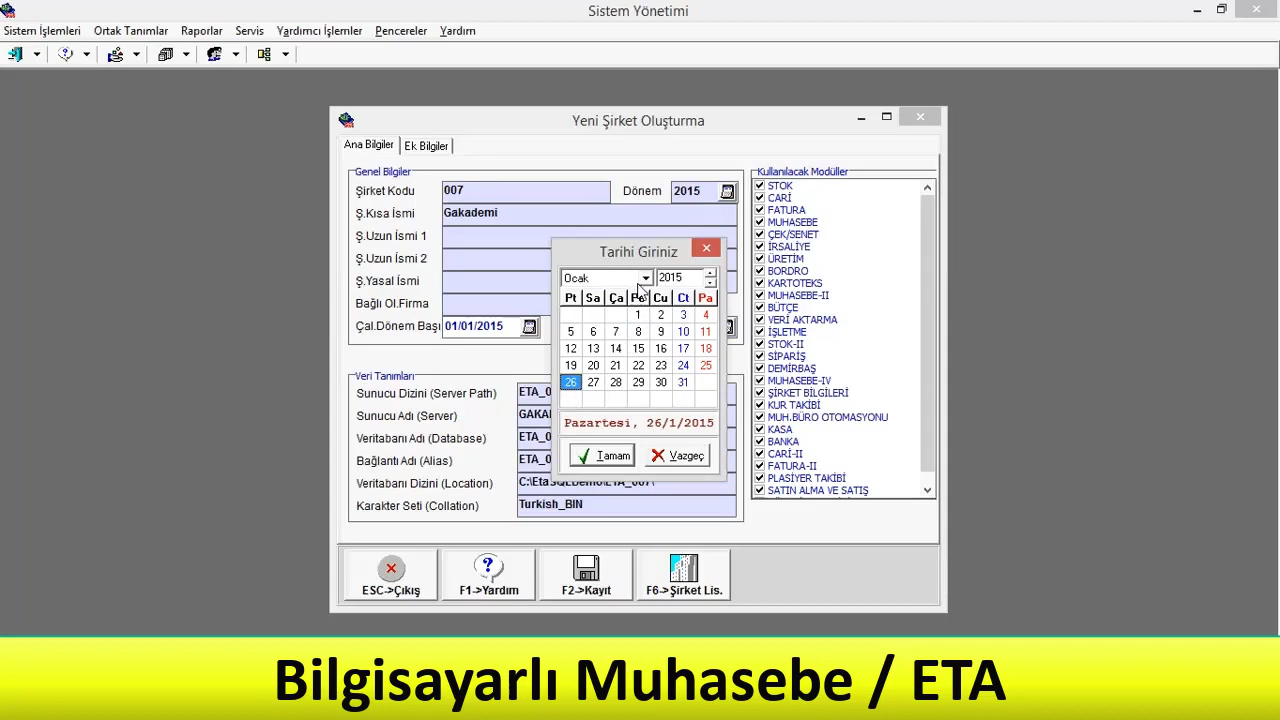 Sistem Yönetimi
Sistem İşlemleri Ortak Tanımlar Raporlar Servis Yardımcı İşlemler Pencereler Yardım
Yeni Şirket Oluşturma
Ana Bilgiler Ek Bilgiler
Genel Bilgiler
Şirket Kodu 007 Dönem 2015
Ş.Kısa İsmi Gakademi
Ş.Uzun İsmi 1
Ş.Uzun İsmi 2
Ş.Yasal İsmi
Bağlı Ol.Firma
Çal.Dönem Başı 01/01/2015
Veri Tanımları
Sunucu Dizini (Server Path)
Sunucu Adı (Server)
Veritabanı Adı (Database)
Bağlantı Adı (Alias)
Veritabanı Dizini (Location)
Karakter Seti (Collation) Turkish_BIN
Tarihi Giriniz
Ocak 2015
Pt Sa Ça Pe Cu Ct Pa
1 2 3 4
5 6 7 8 9 10 11
12 13 14 15 16 17 18
19 20 21 22 23 24 25
26 27 28 29 30 31
Pazartesi, 26/1/2015
Tamam Vazgeç
Kullanılacak Modüller
STOK
CARİ
FATURA
MUHASEBE
ÇEK/SENET
İRSALİYE
ÜRETİM
BORDRO
KARTOTEKS
MUHASEBE-II
BÜTÇE
VERİ AKTARMA
İŞLETME
STOK-II
SİPARİŞ
DEMİRBAŞ
MUHASEBE-IV
ŞİRKET BİLGİLERİ
KUR TAKİBİ
MUH.BÜRO OTOMASYONU
KASA
BANKA
CARİ-II
FATURA-II
PLASİYER TAKİBİ
SATIN ALMA VE SATIŞ
ESC->Çıkış F1->Yardım F2->Kayıt F6->Şirket Lis.
Bilgisayarlı Muhasebe / ETA